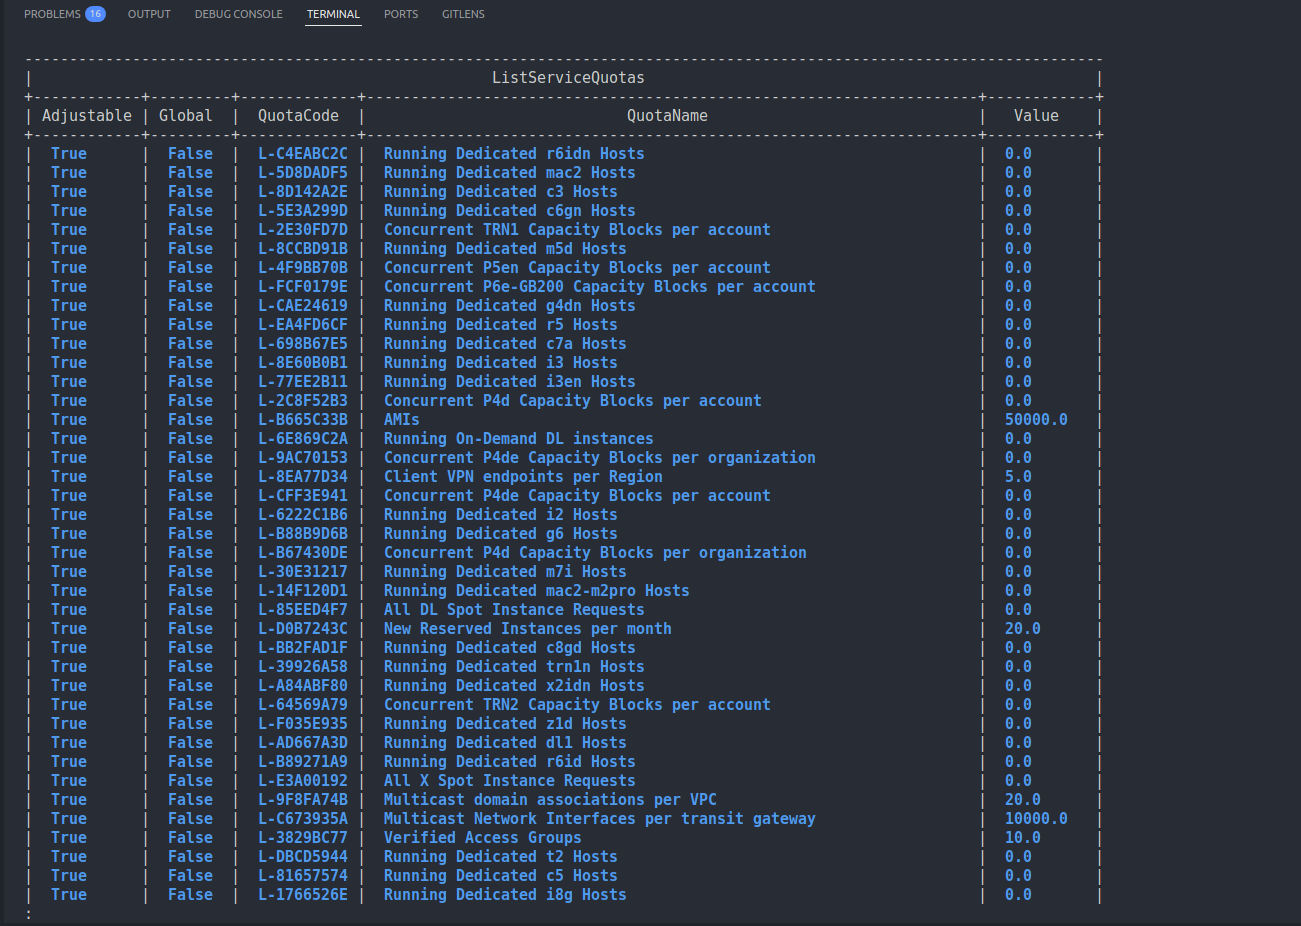 PROBLEMS 16 OUTPUT DEBUG CONSOLE TERMINAL PORTS GITLENS
-----------------------------------------------------------------------------------------------------------------------
| ListServiceQuotas |
+------------+---------+-------------+--------------------------------------------------------------------+------------+
| Adjustable | Global | QuotaCode | QuotaName | Value |
+------------+---------+-------------+--------------------------------------------------------------------+------------+
| True | False | L-C4EABC2C | Running Dedicated r6idn Hosts | 0.0 |
| True | False | L-5D8DADF5 | Running Dedicated mac2 Hosts | 0.0 |
| True | False | L-8D142A2E | Running Dedicated c3 Hosts | 0.0 |
| True | False | L-5E3A299D | Running Dedicated c6gn Hosts | 0.0 |
| True | False | L-2E30FD7D | Concurrent TRN1 Capacity Blocks per account | 0.0 |
| True | False | L-8CCBD91B | Running Dedicated m5d Hosts | 0.0 |
| True | False | L-4F9BB70B | Concurrent P5en Capacity Blocks per account | 0.0 |
| True | False | L-FCF0179E | Concurrent P6e-GB200 Capacity Blocks per account | 0.0 |
| True | False | L-CAE24619 | Running Dedicated g4dn Hosts | 0.0 |
| True | False | L-EA4FD6CF | Running Dedicated r5 Hosts | 0.0 |
| True | False | L-698B67E5 | Running Dedicated c7a Hosts | 0.0 |
| True | False | L-8E60B0B1 | Running Dedicated i3 Hosts | 0.0 |
| True | False | L-77EE2B11 | Running Dedicated i3en Hosts | 0.0 |
| True | False | L-2C8F52B3 | Concurrent P4d Capacity Blocks per account | 0.0 |
| True | False | L-B665C33B | AMIs | 50000.0 |
| True | False | L-6E869C2A | Running On-Demand DL instances | 0.0 |
| True | False | L-9AC70153 | Concurrent P4de Capacity Blocks per organization | 0.0 |
| True | False | L-8EA77D34 | Client VPN endpoints per Region | 5.0 |
| True | False | L-CFF3E941 | Concurrent P4de Capacity Blocks per account | 0.0 |
| True | False | L-6222C1B6 | Running Dedicated i2 Hosts | 0.0 |
| True | False | L-B88B9D6B | Running Dedicated g6 Hosts | 0.0 |
| True | False | L-B67430DE | Concurrent P4d Capacity Blocks per organization | 0.0 |
| True | False | L-30E31217 | Running Dedicated m7i Hosts | 0.0 |
| True | False | L-14F120D1 | Running Dedicated mac2-m2pro Hosts | 0.0 |
| True | False | L-85EED4F7 | All DL Spot Instance Requests | 0.0 |
| True | False | L-D0B7243C | New Reserved Instances per month | 20.0 |
| True | False | L-BB2FAD1F | Running Dedicated c8gd Hosts | 0.0 |
| True | False | L-39926A58 | Running Dedicated trn1n Hosts | 0.0 |
| True | False | L-A84ABF80 | Running Dedicated x2idn Hosts | 0.0 |
| True | False | L-64569A79 | Concurrent TRN2 Capacity Blocks per account | 0.0 |
| True | False | L-F035E935 | Running Dedicated z1d Hosts | 0.0 |
| True | False | L-AD667A3D | Running Dedicated dl1 Hosts | 0.0 |
| True | False | L-B89271A9 | Running Dedicated r6id Hosts | 0.0 |
| True | False | L-E3A00192 | All X Spot Instance Requests | 0.0 |
| True | False | L-9F8FA74B | Multicast domain associations per VPC | 20.0 |
| True | False | L-C673935A | Multicast Network Interfaces per transit gateway | 10000.0 |
| True | False | L-3829BC77 | Verified Access Groups | 10.0 |
| True | False | L-DBCD5944 | Running Dedicated t2 Hosts | 0.0 |
| True | False | L-81657574 | Running Dedicated c5 Hosts | 0.0 |
| True | False | L-1766526E | Running Dedicated i8g Hosts | 0.0 |
: